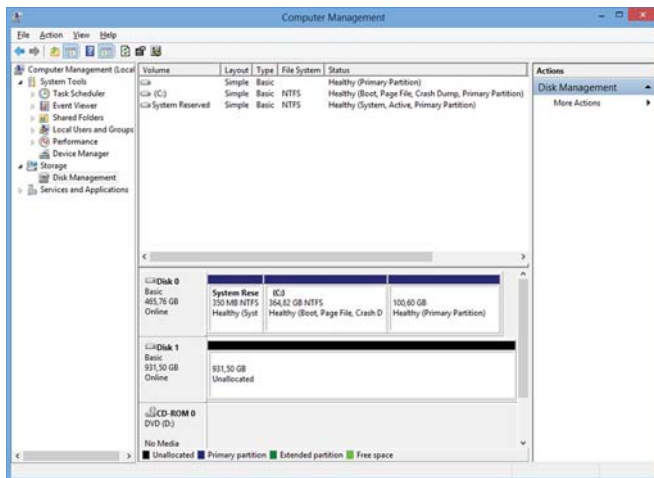 Computer Management
File Action View Help
Computer Management (Local
System Tools
Task Scheduler
Event Viewer
Shared Folders
Local Users and Groups
Performance
Device Manager
Storage
Disk Management
Services and Applications
Volume Layout Type File System Status
Simple Basic Healthy (Primary Partition)
(C:) Simple Basic NTFS Healthy (Boot, Page File, Crash Dump, Primary Partition)
System Reserved Simple Basic NTFS Healthy (System, Active, Primary Partition)
Actions
Disk Management
More Actions
Disk 0
Basic
465,76 GB
Online
System Rese
350 MB NTFS
Healthy (Syst
(C:)
364,82 GB NTFS
Healthy (Boot, Page File, Crash D
100,60 GB
Healthy (Primary Partition)
Disk 1
Basic
931,50 GB
Online
931,50 GB
Unallocated
CD-ROM 0
DVD (D:)
No Media
Unallocated Primary partition Extended partition Free space